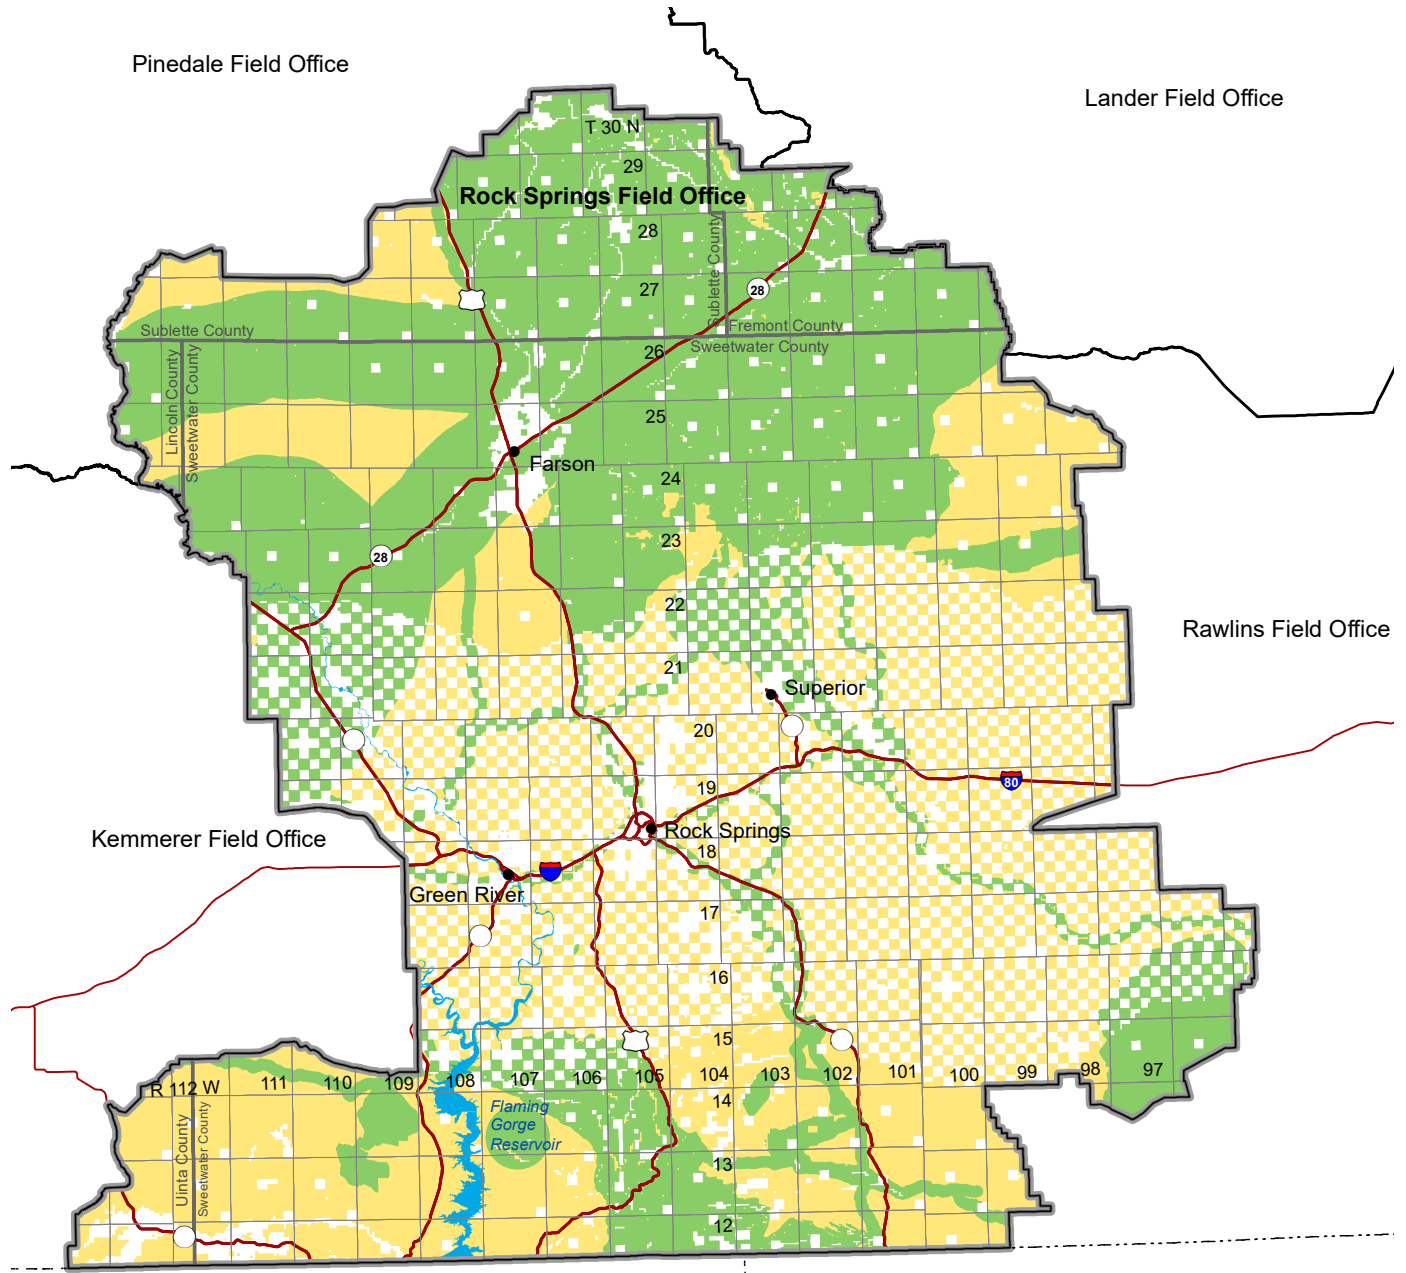 Pinedale Field Office
Lander Field Office
T 30 N
29
Rock Springs Field Office
28
Sublette County
27
28
Sublette County
Fremont County
Sweetwater County
26
Lincoln County
Sweetwater County
25
Farson
24
23
28
22
Rawlins Field Office
21
Superior
20
80
19
Rock Springs
Kemmerer Field Office
18
Green River
17
16
15
R 112 W
111
110
109
108
107
106
105
104
103
102
101
100
99
98
97
14
Flaming
Gorge
Reservoir
Uinta County
Sweetwater County
13
12